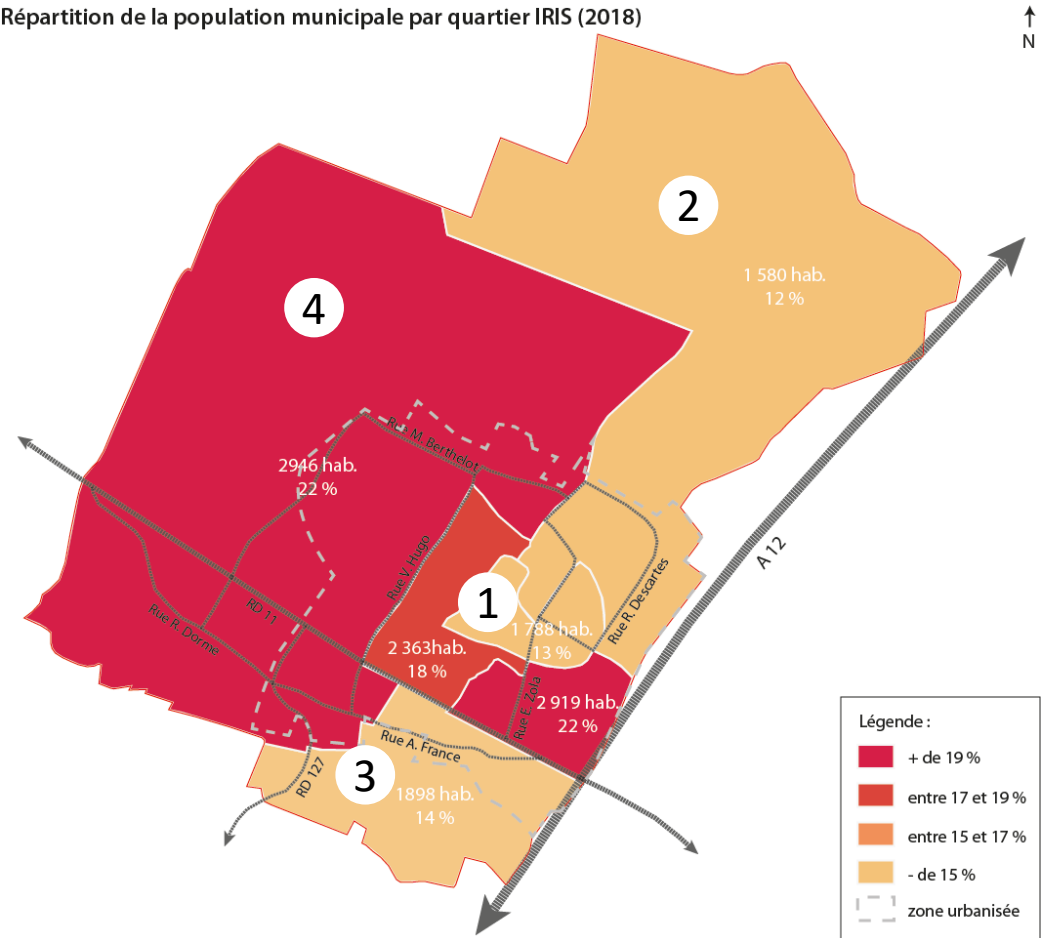 Répartition de la population municipale par quartier IRIS (2018)
N
2
1 580 hab.
12 %
4
Rue M. Berthelot
2946 hab.
22 %
A 12
Rue V. Hugo
Rue R. Descartes
RD 11
1
Rue R. Dormé
1 788 hab.
13 %
2 363hab.
18 %
Rue E. Zola
2 919 hab.
22 %
Rue A. France
RD 127
3
1898 hab.
14 %
Légende :
+ de 19 %
entre 17 et 19 %
entre 15 et 17 %
- de 15 %
zone urbanisée